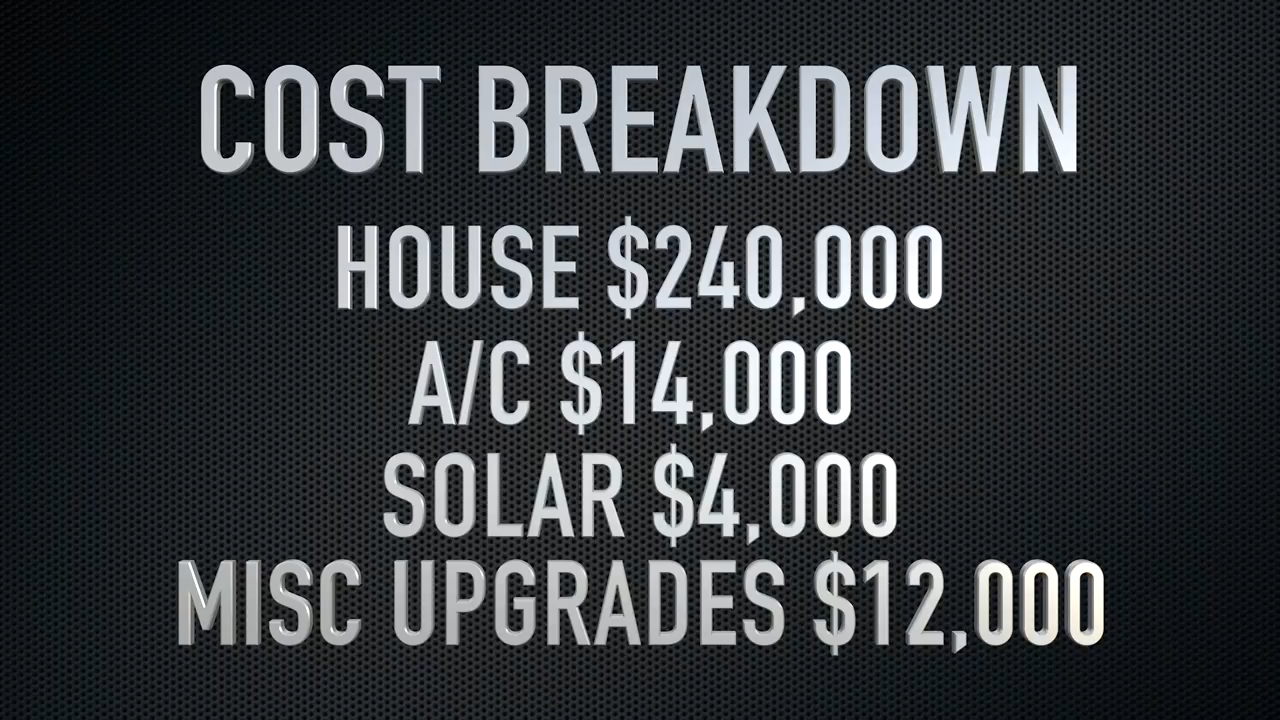 COST BREAKDOWN
HOUSE $240,000
A/C $14,000
SOLAR $4,000
MISC UPGRADES $12,000